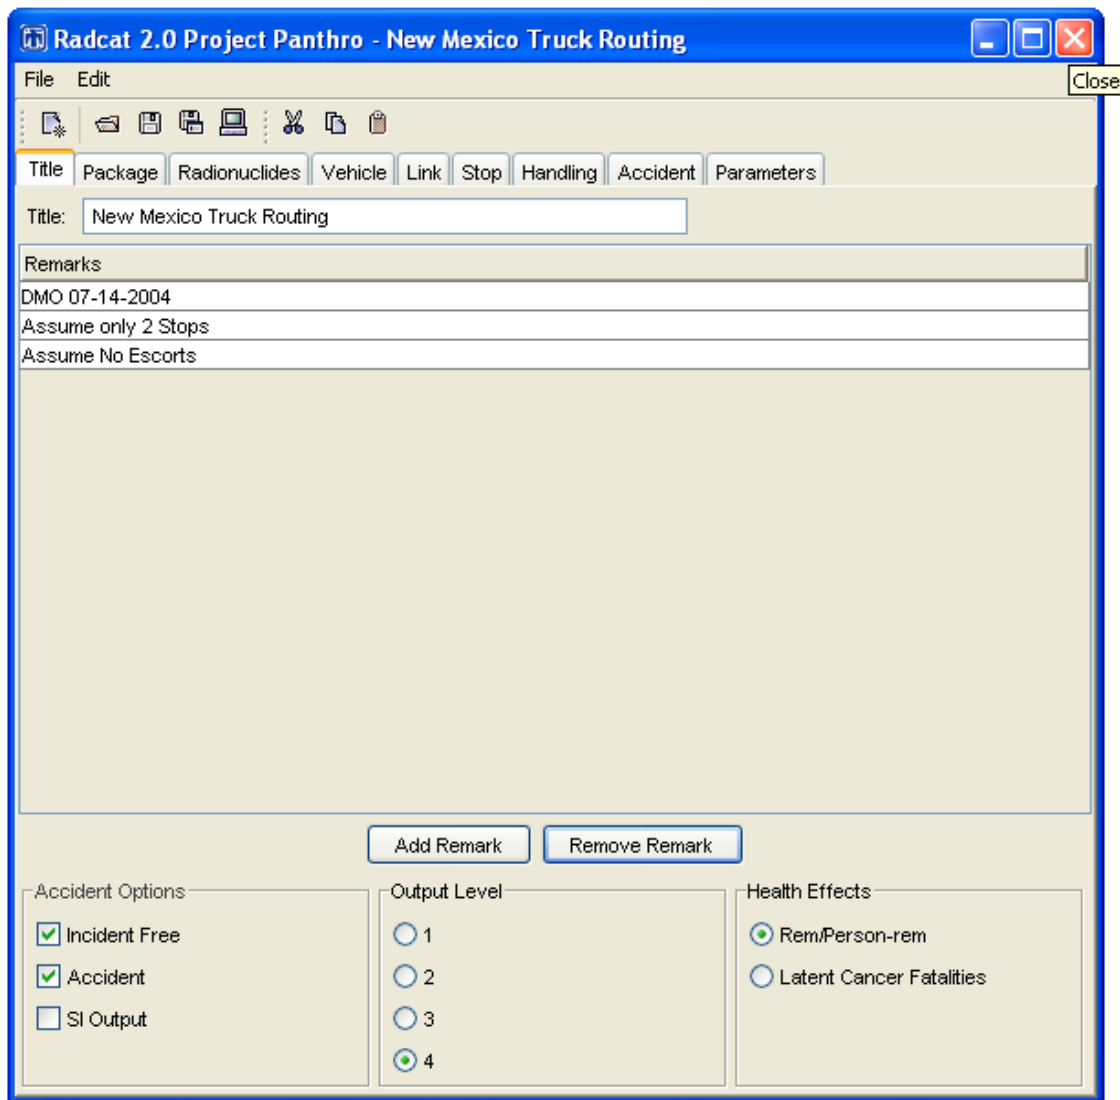 Radcat 2.0 Project Panthro - New Mexico Truck Routing
File Edit
Close
Title Package Radionuclides Vehicle Link Stop Handling Accident Parameters
Title: New Mexico Truck Routing
Remarks
DMO 07-14-2004
Assume only 2 Stops
Assume No Escorts
Add Remark Remove Remark
Accident Options Output Level Health Effects
Incident Free 1 Rem/Person-rem
Accident 2 Latent Cancer Fatalities
SI Output 3
4